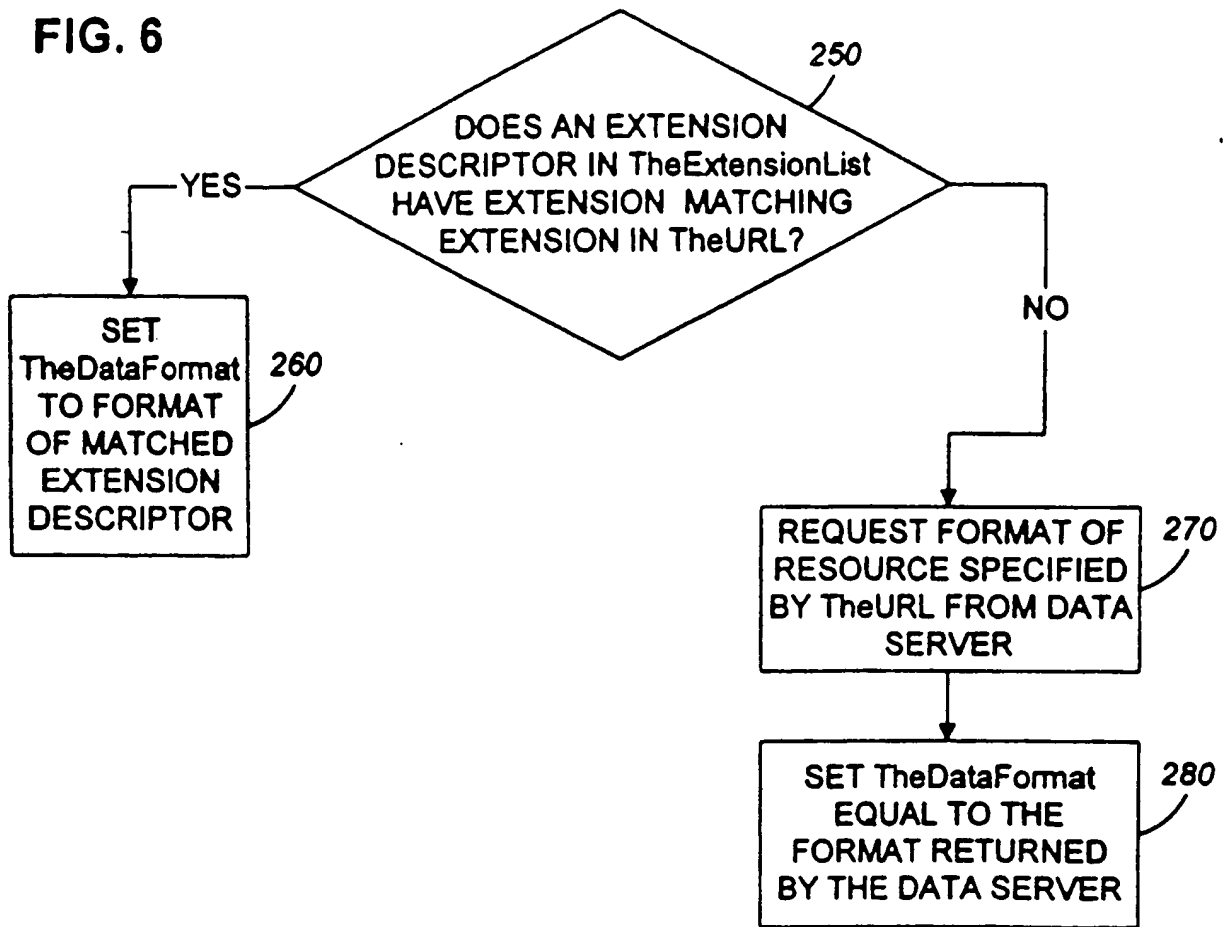 FIG. 6
250
DOES AN EXTENSION
DESCRIPTOR IN TheExtensionList
HAVE EXTENSION MATCHING
EXTENSION IN TheURL?
YES
NO
SET
TheDataFormat
TO FORMAT
OF MATCHED
EXTENSION
DESCRIPTOR
260
REQUEST FORMAT OF
RESOURCE SPECIFIED
BY TheURL FROM DATA
SERVER
270
SET TheDataFormat
EQUAL TO THE
FORMAT RETURNED
BY THE DATA SERVER
280